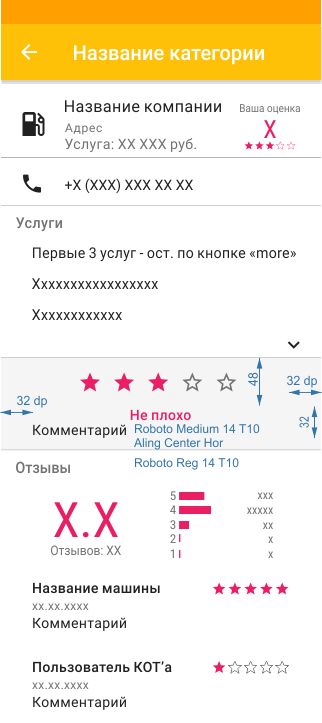 Название категории
Название компании
Ваша оценка
Адрес
X
Услуга: XX XXX руб.
+X (XXX) XXX XX XX
Услуги
Первые 3 услуг - ост. по кнопке «more»
Xxxxxxxxxxxxxxxxxx
Xxxxxxxxxxxxx
48
32 dp
32 dp
Не плохо
32
Комментарий
Roboto Medium 14 T10
Aling Center Hor
Отзывы
Roboto Reg 14 T10
X.X
5 xxx
4 xxxxx
3 xx
2 x
1 x
Отзывов: XX
Название машины
xx.xx.xxxx
Комментарий
Пользователь КОТ’а
xx.xx.xxxx
Комментарий